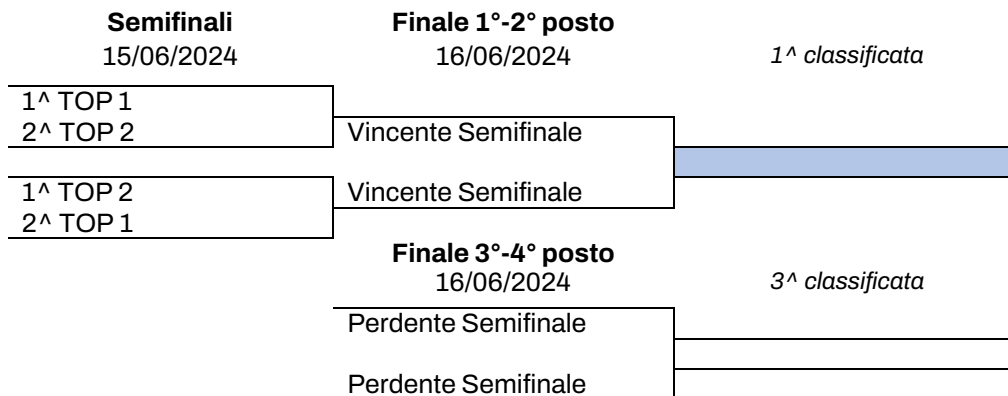 Semifinali
Finale 1°-2° posto
15/06/2024
16/06/2024
1^ classificata
1^ TOP 1
2^ TOP 2
Vincente Semifinale
1^ TOP 2
Vincente Semifinale
2^ TOP 1
Finale 3°-4° posto
16/06/2024
3^ classificata
Perdente Semifinale
Perdente Semifinale